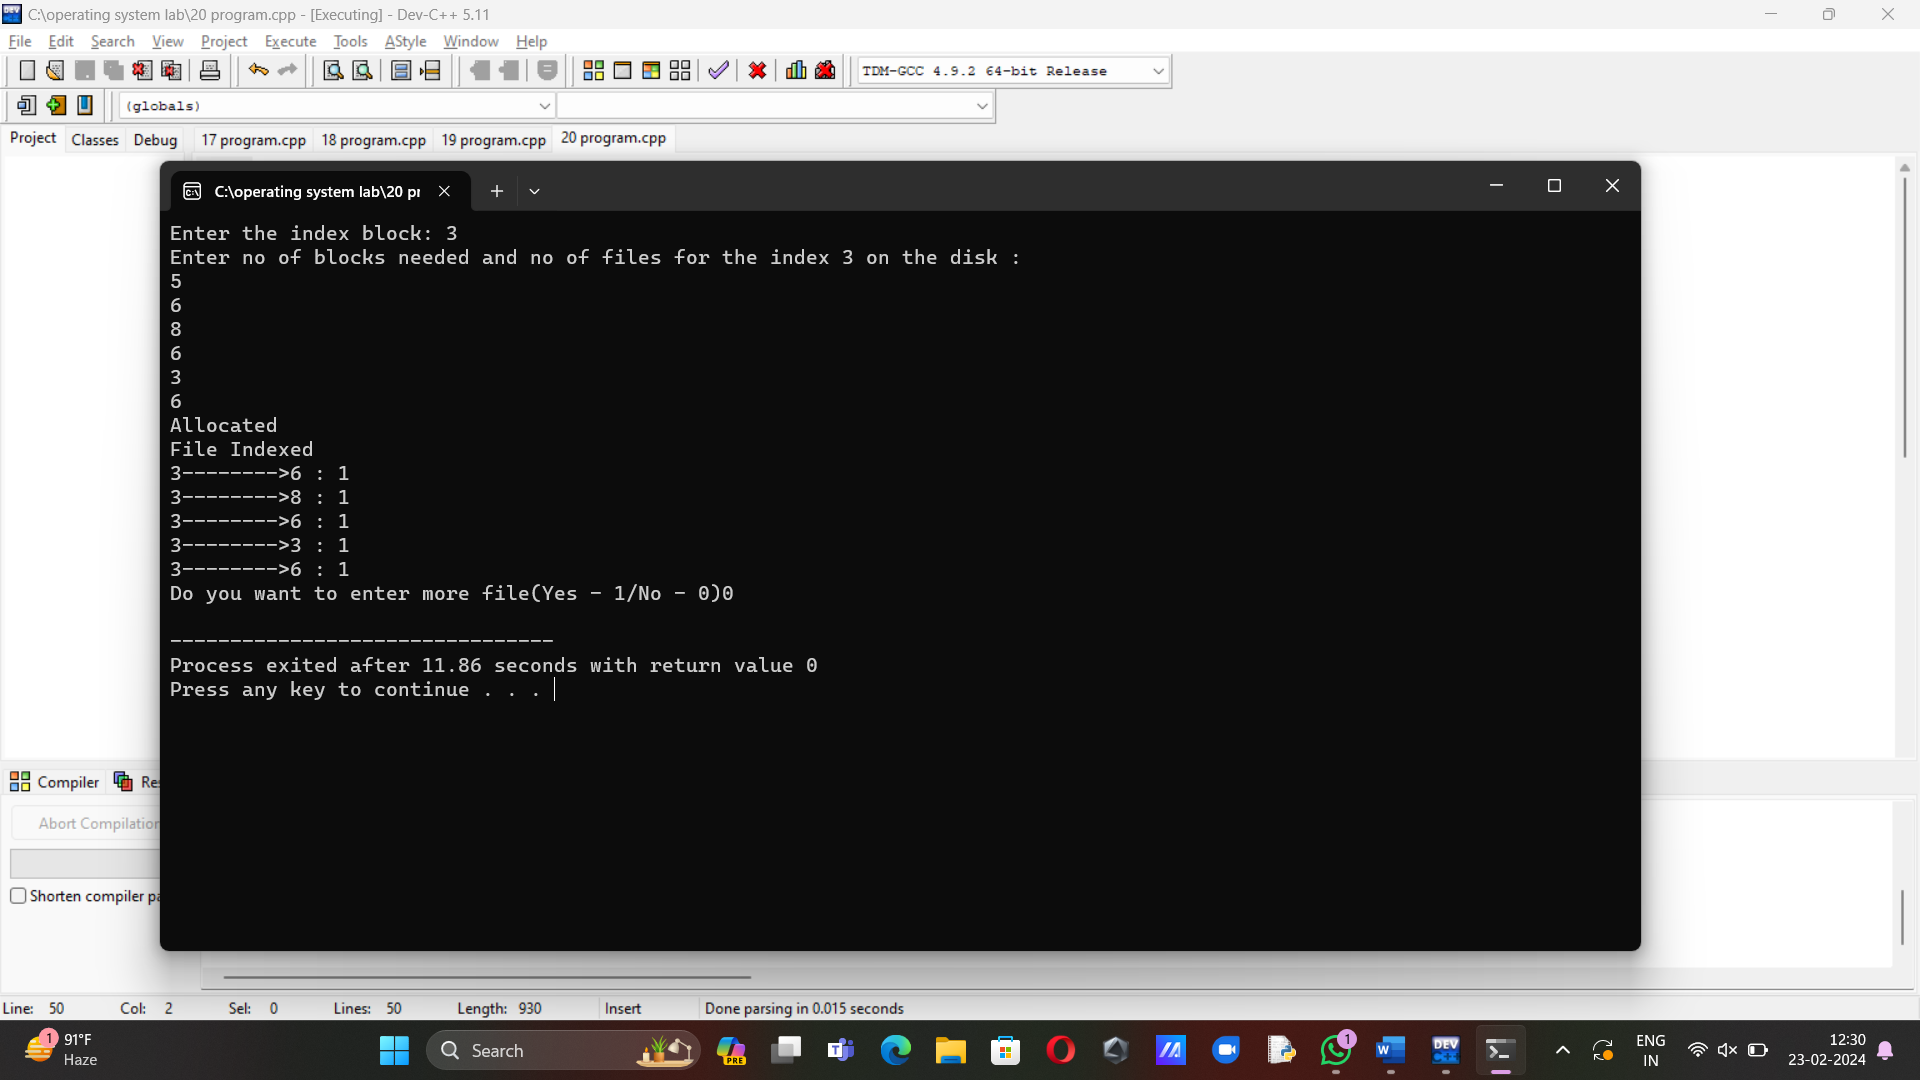 C:\operating system lab\20 program.cpp - [Executing] - Dev-C++ 5.11
File Edit Search View Project Execute Tools AStyle Window Help
TDM-GCC 4.9.2 64-bit Release
(globals)
Project Classes Debug 17 program.cpp 18 program.cpp 19 program.cpp 20 program.cpp
C:\operating system lab\20 pr
Enter the index block: 3
Enter no of blocks needed and no of files for the index 3 on the disk :
5
6
8
6
3
6
Allocated
File Indexed
3-------->6 : 1
3-------->8 : 1
3-------->6 : 1
3-------->3 : 1
3-------->6 : 1
Do you want to enter more file(Yes - 1/No - 0)0
--------------------------------
Process exited after 11.86 seconds with return value 0
Press any key to continue . . .
Compiler Res
Abort Compilation
Shorten compiler pa
Line: 50 Col: 2 Sel: 0 Lines: 50 Length: 930 Insert Done parsing in 0.015 seconds
1 91°F
Haze
Search
PRE
1
DEV
ENG
IN
12:30
23-02-2024